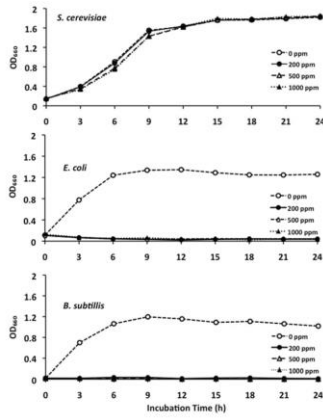 S. cerevisiae
OD660
2
1.6
1.2
0.8
0.4
0
0 ppm
200 ppm
500 ppm
1000 ppm
0 3 6 9 12 15 18 21 24
E. coli
OD660
2
1.6
1.2
0.8
0.4
0
0 ppm
200 ppm
500 ppm
1000 ppm
0 3 6 9 12 15 18 21 24
B. subtillis
OD660
2
1.6
1.2
0.8
0.4
0
0 ppm
200 ppm
500 ppm
1000 ppm
0 3 6 9 12 15 18 21 24
Incubation Time (h)